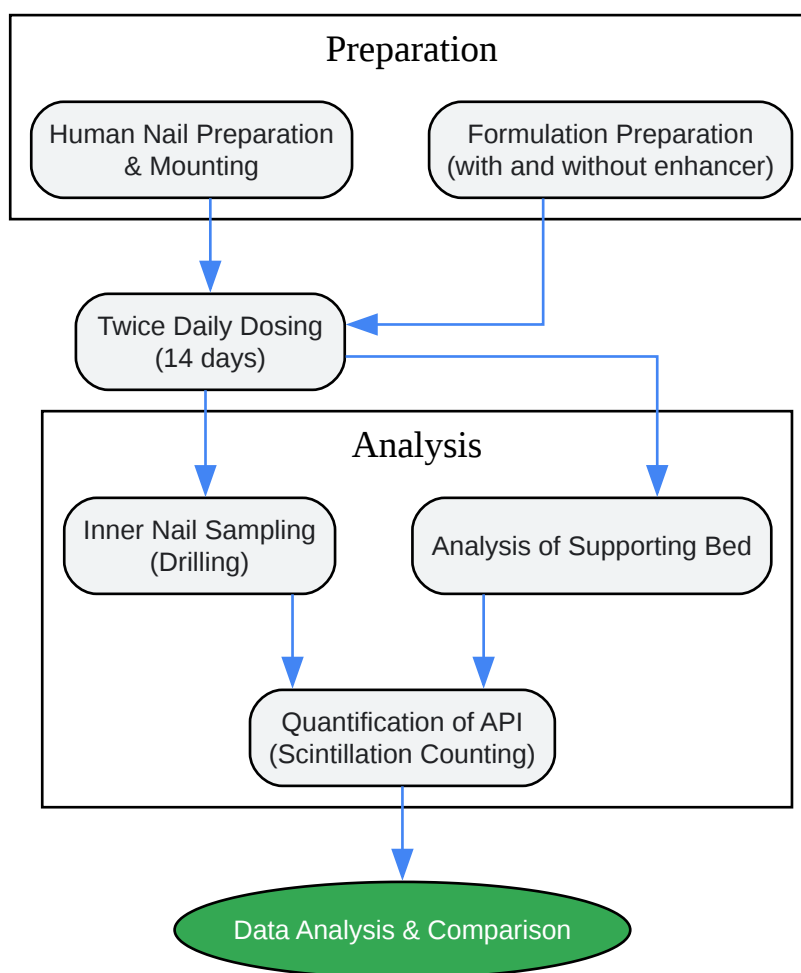 Preparation
Human Nail Preparation
& Mounting
Formulation Preparation
(with and without enhancer)
Twice Daily Dosing
(14 days)
Analysis
Inner Nail Sampling
(Drilling)
Analysis of Supporting Bed
Quantification of API
(Scintillation Counting)
Data Analysis & Comparison